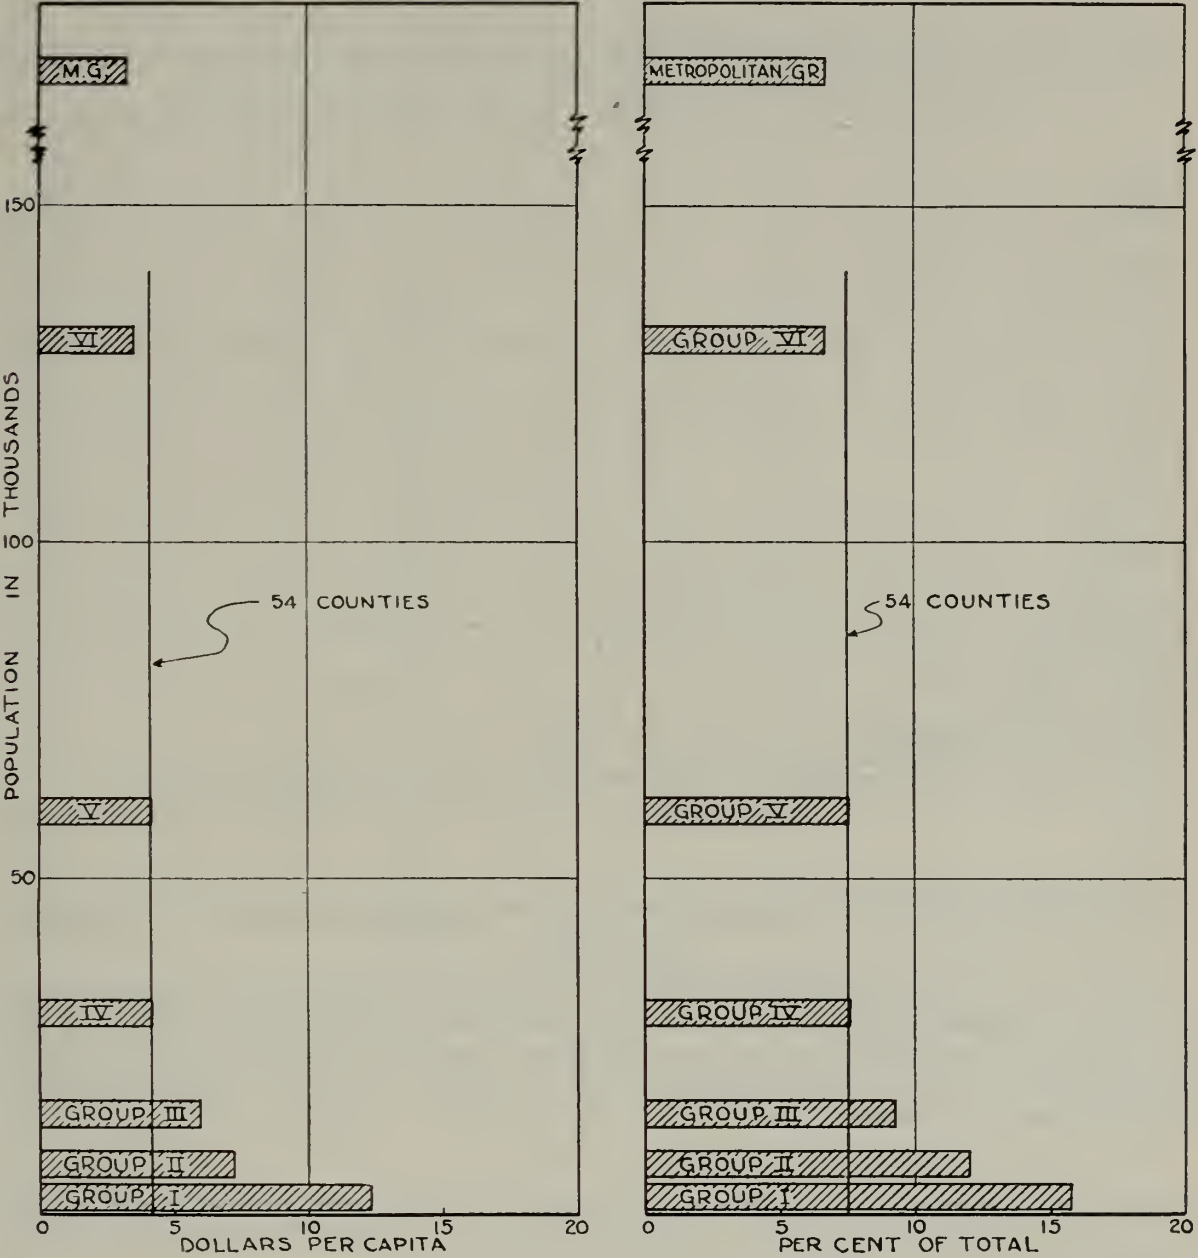 M.G.
METROPOLITAN GR.
150
VI
GROUP VI
POPULATION IN THOUSANDS
100
54 COUNTIES
54 COUNTIES
V
GROUP V
50
IV
GROUP IV
GROUP III
GROUP III
GROUP II
GROUP II
GROUP I
GROUP I
0 5 10 15 20
0 5 10 15 20
DOLLARS PER CAPITA
PER CENT OF TOTAL